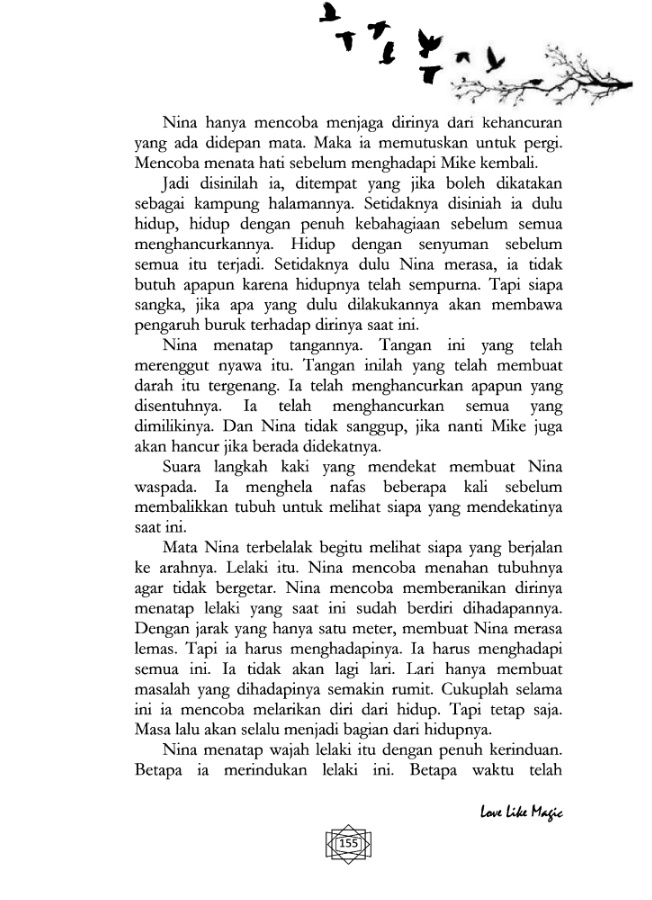 Nina hanya mencoba menjaga dirinya dari kehancuran
yang ada didepan mata. Maka ia memutuskan untuk pergi.
Mencoba menata hati sebelum menghadapi Mike kembali.
Jadi disinilah ia, ditempat yang jika boleh dikatakan
sebagai kampung halamannya. Setidaknya disiniah ia dulu
hidup, hidup dengan penuh kebahagiaan sebelum semua
menghancurkannya. Hidup dengan senyuman sebelum
semua itu terjadi. Setidaknya dulu Nina merasa, ia tidak
butuh apapun karena hidupnya telah sempurna. Tapi siapa
sangka, jika apa yang dulu dilakukannya akan membawa
pengaruh buruk terhadap dirinya saat ini.
Nina menatap tangannya. Tangan ini yang telah
merenggut nyawa itu. Tangan inilah yang telah membuat
darah itu tergenang. Ia telah menghancurkan apapun yang
disentuhnya. Ia telah menghancurkan semua yang
dimilikinya. Dan Nina tidak sanggup, jika nanti Mike juga
akan hancur jika berada didekatnya.
Suara langkah kaki yang mendekat membuat Nina
waspada. Ia menghela nafas beberapa kali sebelum
membalikkan tubuh untuk melihat siapa yang mendekatinya
saat ini.
Mata Nina terbelalak begitu melihat siapa yang berjalan
ke arahnya. Lelaki itu. Nina mencoba menahan tubuhnya
agar tidak bergetar. Nina mencoba memberanikan dirinya
menatap lelaki yang saat ini sudah berdiri dihadapannya.
Dengan jarak yang hanya satu meter, membuat Nina merasa
lemas. Tapi ia harus menghadapinya. Ia harus menghadapi
semua ini. Ia tidak akan lagi lari. Lari hanya membuat
masalah yang dihadapinya semakin rumit. Cukuplah selama
ini ia mencoba melarikan diri dari hidup. Tapi tetap saja.
Masa lalu akan selalu menjadi bagian dari hidupnya.
Nina menatap wajah lelaki itu dengan penuh kerinduan.
Betapa ia merindukan lelaki ini. Betapa waktu telah
Love Like Magic
155